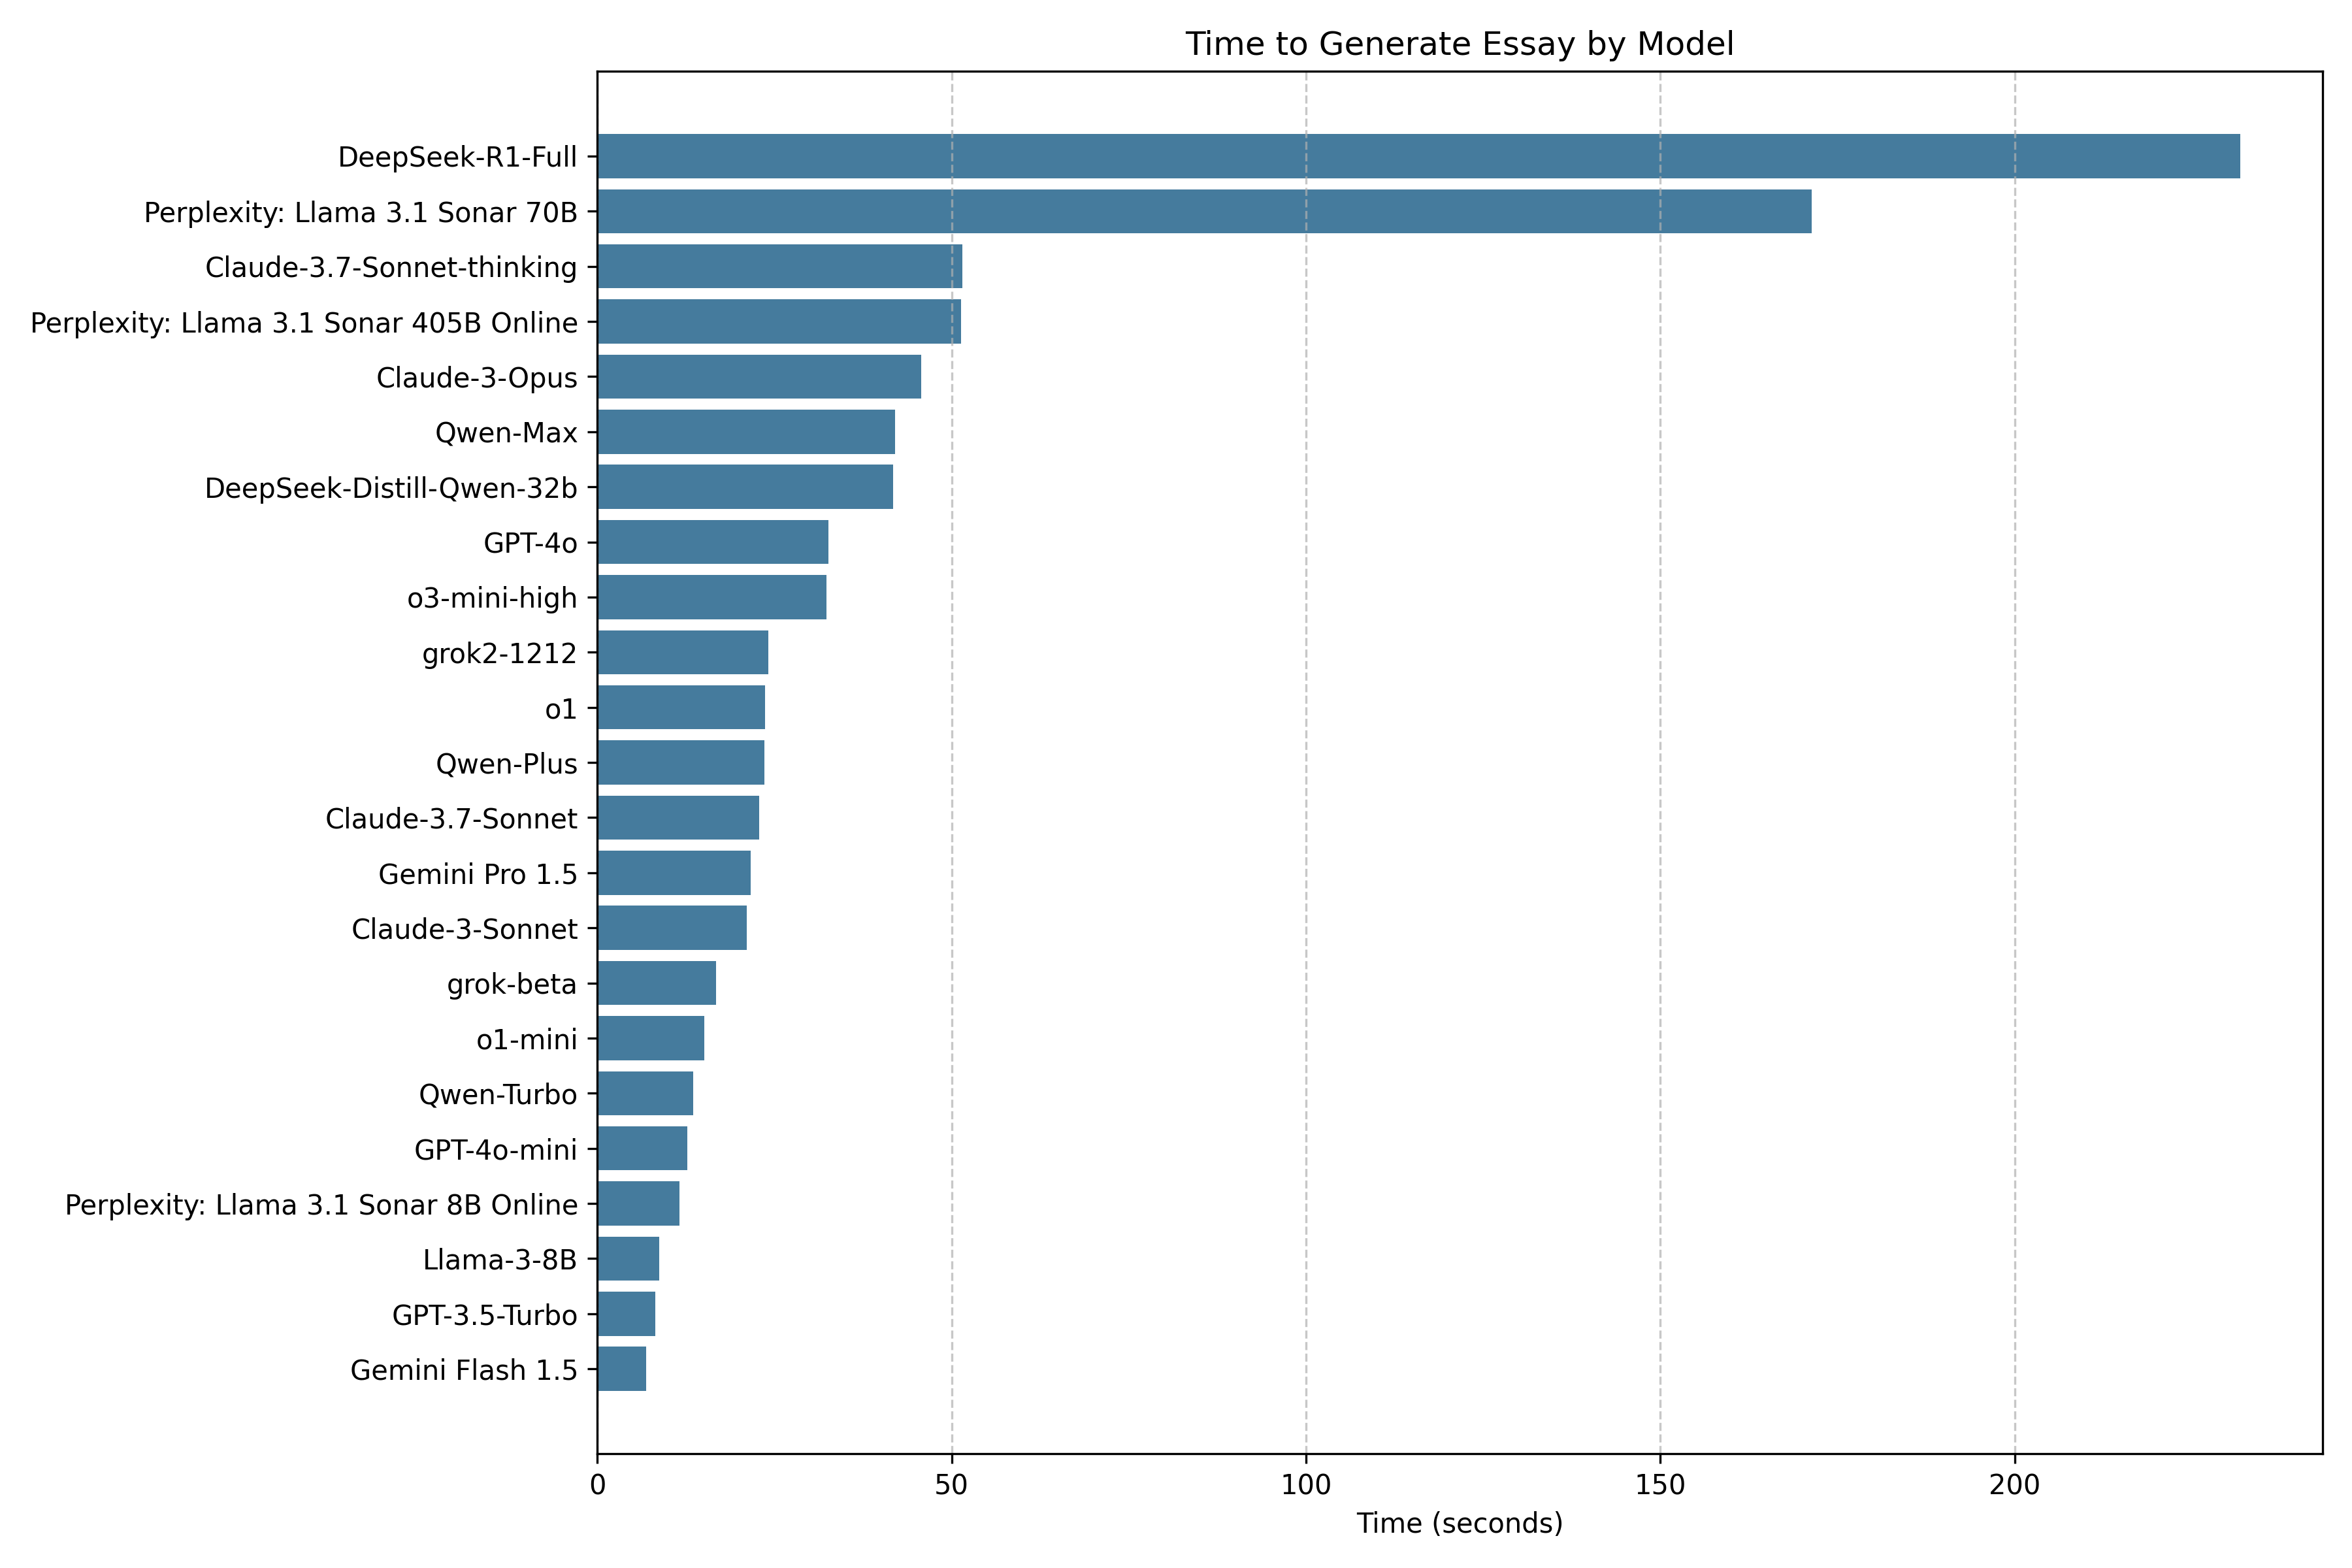 Time to Generate Essay by Model
DeepSeek-R1-Full
Perplexity: Llama 3.1 Sonar 70B
Claude-3.7-Sonnet-thinking
Perplexity: Llama 3.1 Sonar 405B Online
Claude-3-Opus
Qwen-Max
DeepSeek-Distill-Qwen-32b
GPT-4o
o3-mini-high
grok2-1212
o1
Qwen-Plus
Claude-3.7-Sonnet
Gemini Pro 1.5
Claude-3-Sonnet
grok-beta
o1-mini
Qwen-Turbo
GPT-4o-mini
Perplexity: Llama 3.1 Sonar 8B Online
Llama-3-8B
GPT-3.5-Turbo
Gemini Flash 1.5
0 50 100 150 200
Time (seconds)